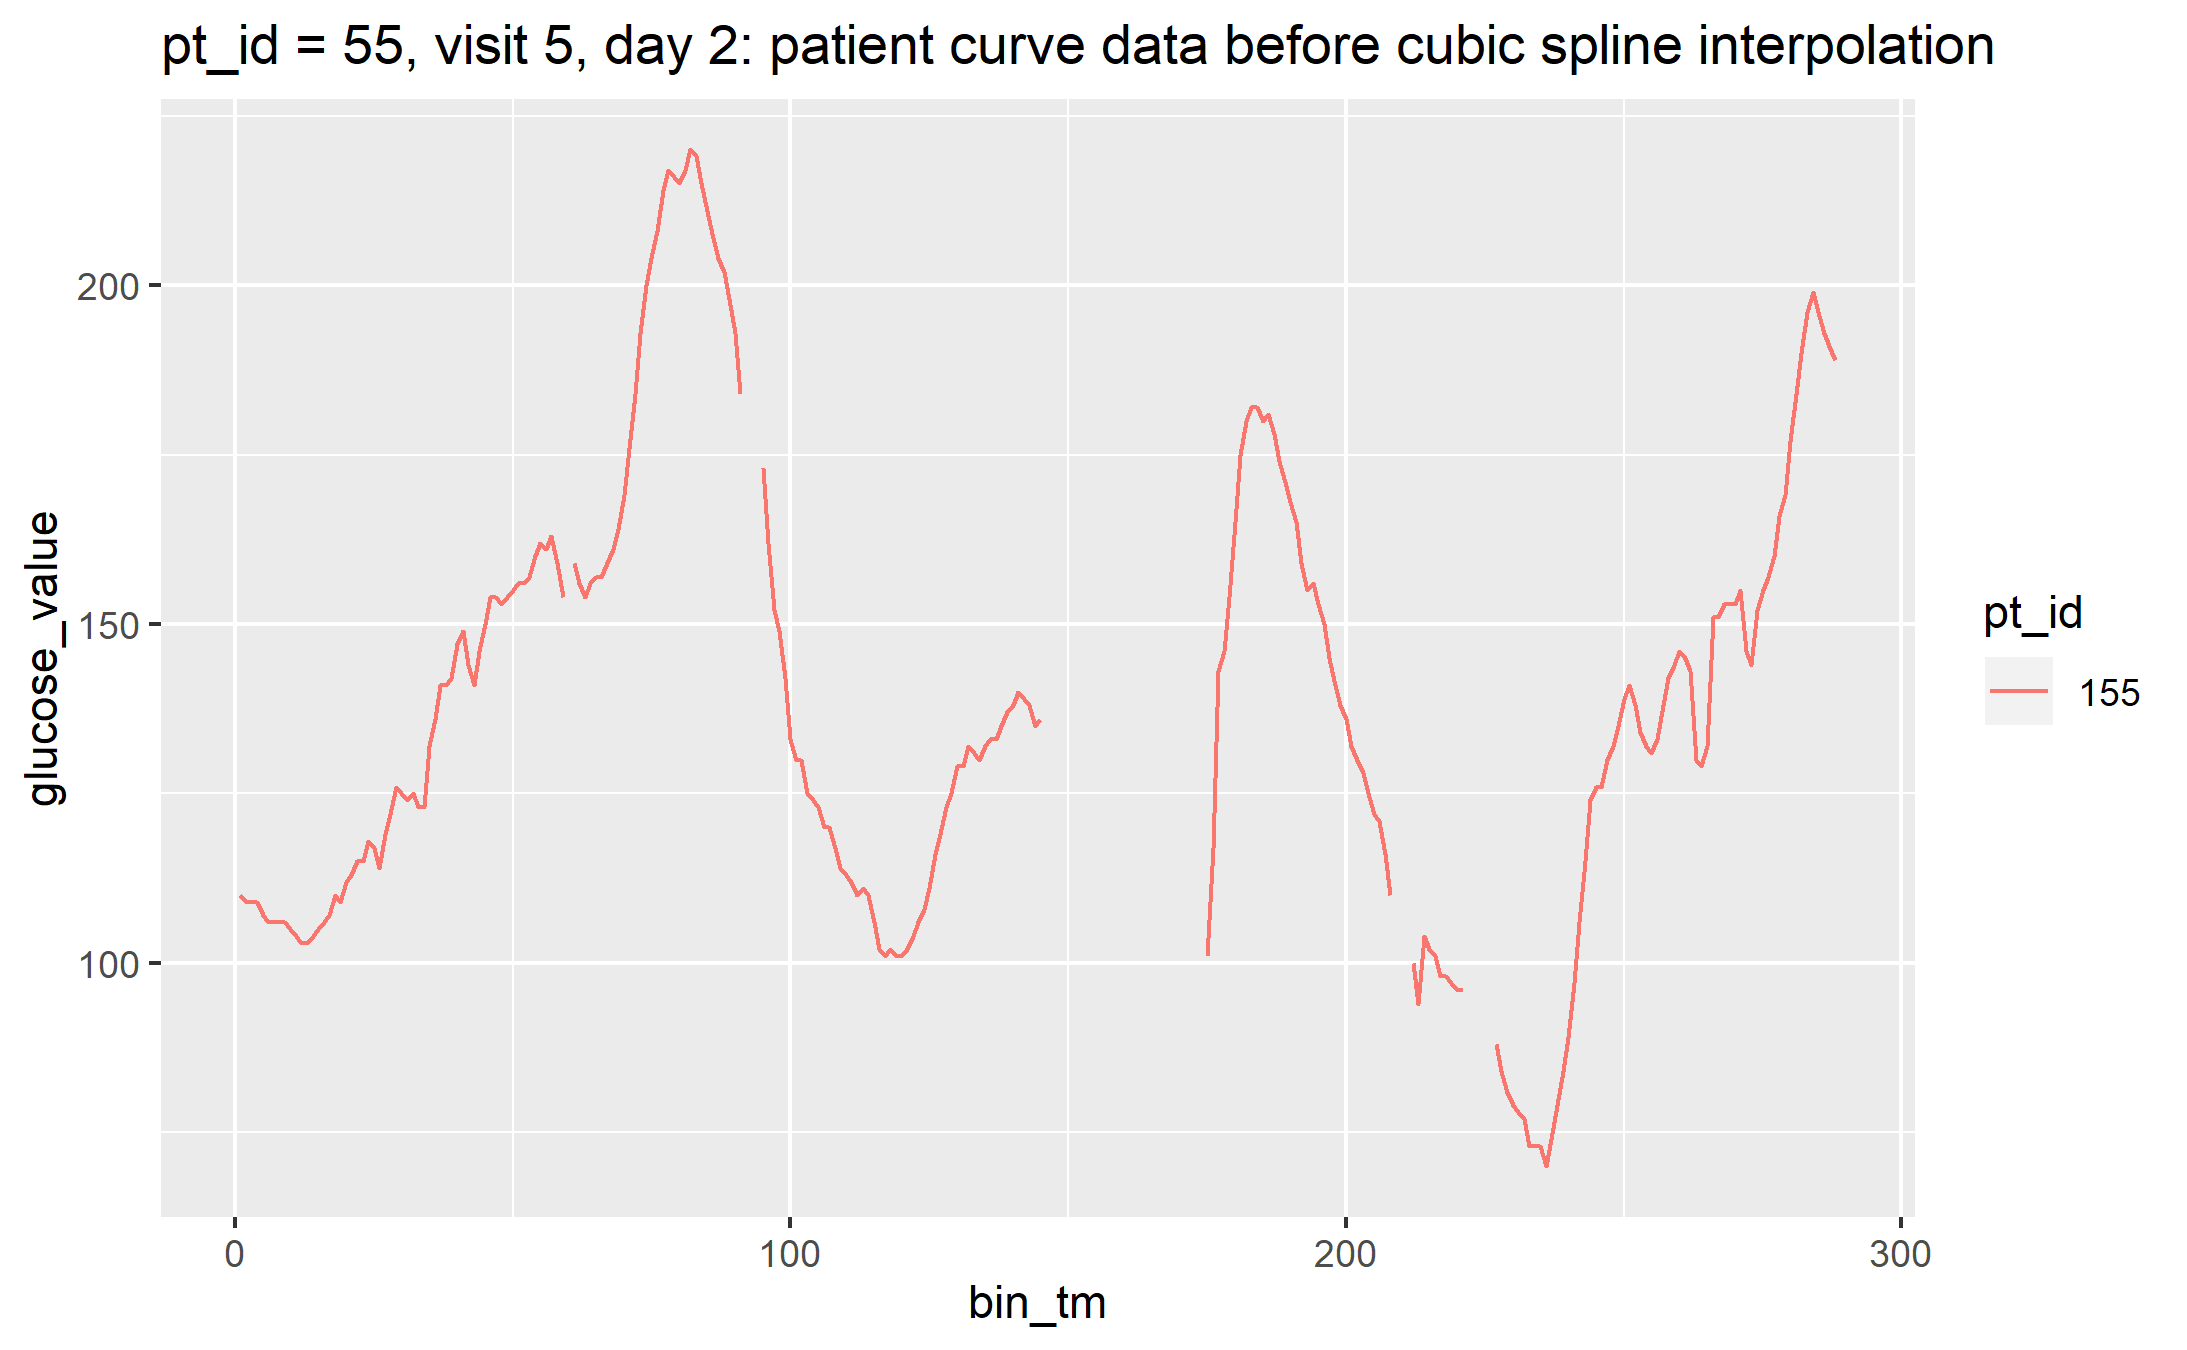 pt_id = 55, visit 5, day 2: patient curve data before cubic spline interpolation
glucose_value
200
150
100
0
100
200
300
bin_tm
pt_id
155